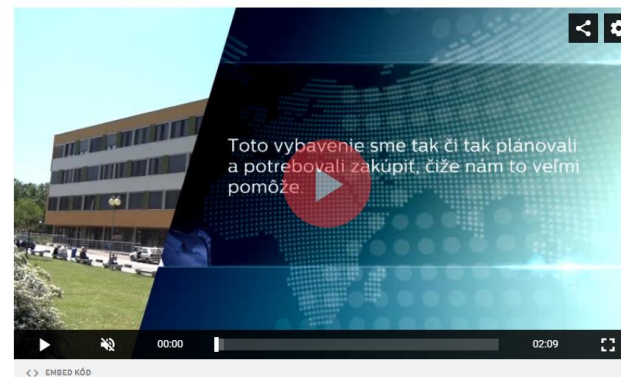 Toto vybavenie sme tak či tak plánovali
a potrebovali zakúpiť, čiže nám to veľmi
pomôže.
00:00
02:09
<> EMBED KÓD